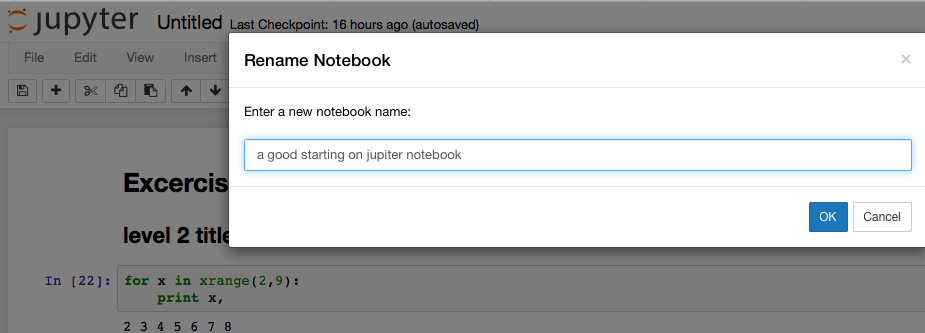 jupyter Untitled Last Checkpoint: 16 hours ago (autosaved)
File Edit View Insert
Rename Notebook ×
Enter a new notebook name:
a good starting on jupiter notebook
OK Cancel
Excercis
level 2 title
In [22]: for x in xrange(2,9):
print x,
2 3 4 5 6 7 8